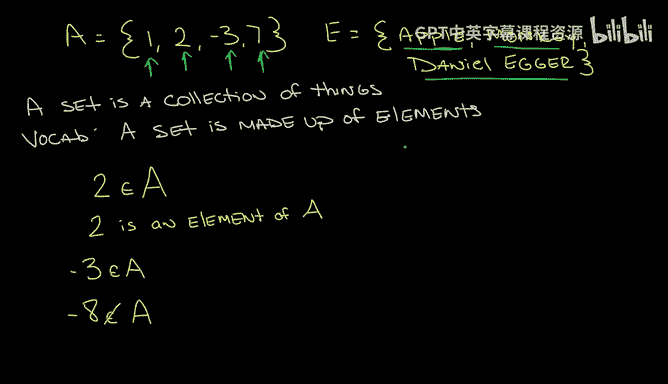 A = {1, 2, -3, 7} E = {APPLE, MONKEY,
GPT中英字幕课程资源 bilibili
DANIEL EGGER}
A SET IS A COLLECTION OF THINGS
VOCAB: A SET IS MADE UP OF ELEMENTS
2 ∈ A
2 is an ELEMENT of A
-3 ∈ A
-8 ∉ A